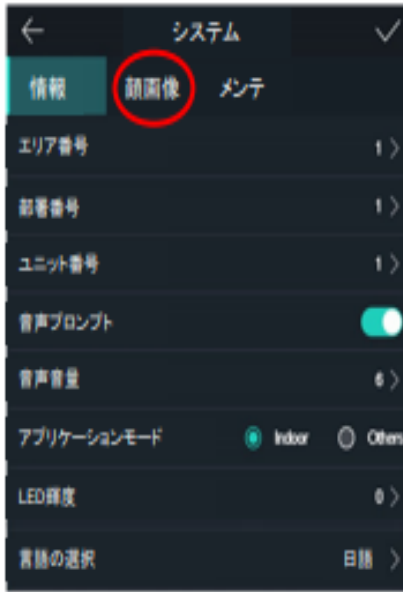 システム
情報 顔画像 メンテ
エリア番号 1
部署番号 1
ユニット番号 1
音声プロンプト
音声音量 6
アプリケーションモード Indoor Others
LED輝度 0
言語の選択 日語